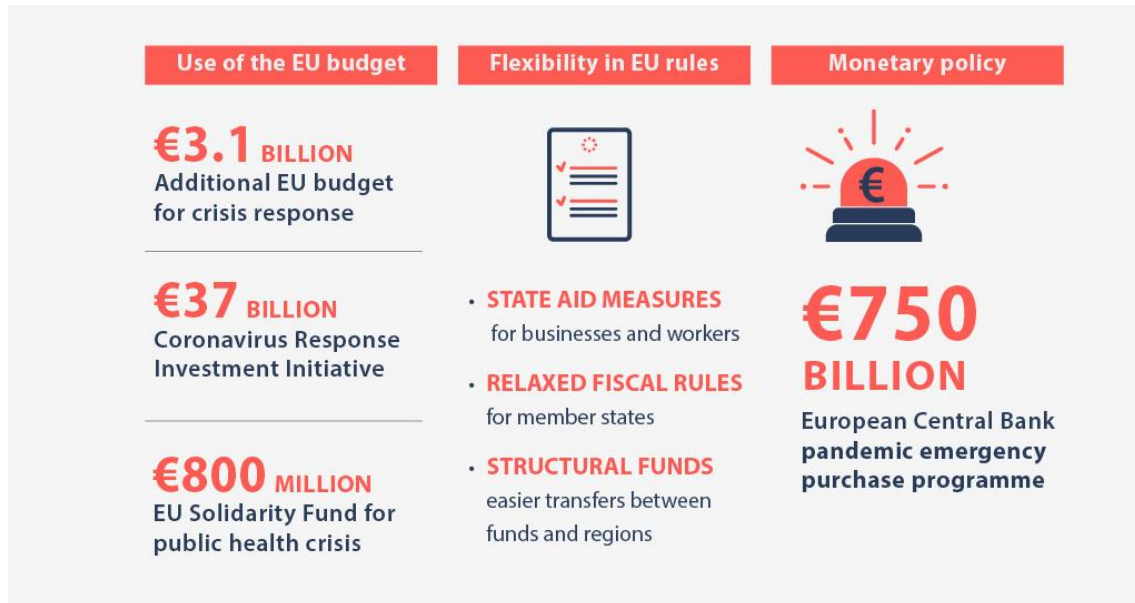 Use of the EU budget
€3.1 BILLION
Additional EU budget
for crisis response
€37 BILLION
Coronavirus Response
Investment Initiative
€800 MILLION
EU Solidarity Fund for
public health crisis
Flexibility in EU rules
• STATE AID MEASURES
for businesses and workers
• RELAXED FISCAL RULES
for member states
• STRUCTURAL FUNDS
easier transfers between
funds and regions
Monetary policy
€
€750
BILLION
European Central Bank
pandemic emergency
purchase programme